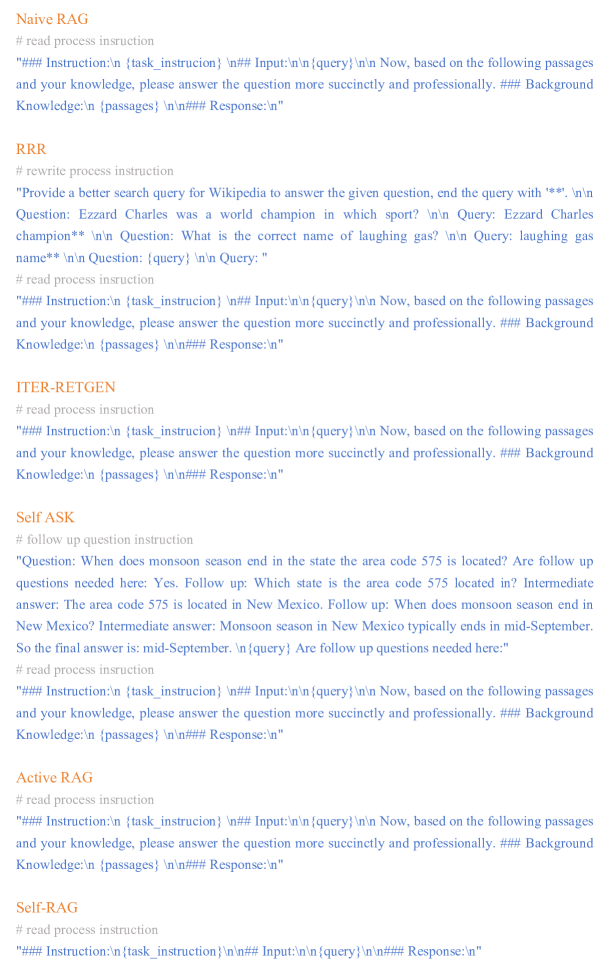 Naive RAG
# read process insruction
"### Instruction:\n {task_instrucion} \n## Input:\n\n{query}\n\n Now, based on the following passages
and your knowledge, please answer the question more succinctly and professionally. ### Background
Knowledge:\n {passages} \n\n### Response:\n"
RRR
# rewrite process instruction
"Provide a better search query for Wikipedia to answer the given question, end the query with '**'. \n\n
Question: Ezzard Charles was a world champion in which sport? \n\n Query: Ezzard Charles
champion** \n\n Question: What is the correct name of laughing gas? \n\n Query: laughing gas
name** \n\n Question: {query} \n\n Query: "
# read process instruction
"### Instruction:\n {task_instrucion} \n## Input:\n\n{query}\n\n Now, based on the following passages
and your knowledge, please answer the question more succinctly and professionally. ### Background
Knowledge:\n {passages} \n\n### Response:\n"
ITER-RETGEN
# read process insruction
"### Instruction:\n {task_instrucion} \n## Input:\n\n{query}\n\n Now, based on the following passages
and your knowledge, please answer the question more succinctly and professionally. ### Background
Knowledge:\n {passages} \n\n### Response:\n"
Self ASK
# follow up question instruction
"Question: When does monsoon season end in the state the area code 575 is located? Are follow up
questions needed here: Yes. Follow up: Which state is the area code 575 located in? Intermediate
answer: The area code 575 is located in New Mexico. Follow up: When does monsoon season end in
New Mexico? Intermediate answer: Monsoon season in New Mexico typically ends in mid-September.
So the final answer is: mid-September. \n{query} Are follow up questions needed here:"
# read process instruction
"### Instruction:\n {task_instrucion} \n## Input:\n\n{query}\n\n Now, based on the following passages
and your knowledge, please answer the question more succinctly and professionally. ### Background
Knowledge:\n {passages} \n\n### Response:\n"
Active RAG
# read process insruction
"### Instruction:\n {task_instrucion} \n## Input:\n\n{query}\n\n Now, based on the following passages
and your knowledge, please answer the question more succinctly and professionally. ### Background
Knowledge:\n {passages} \n\n### Response:\n"
Self-RAG
# read process instruction
"### Instruction:\n{task_instruction}\n\n## Input:\n\n{query}\n\n### Response:\n"